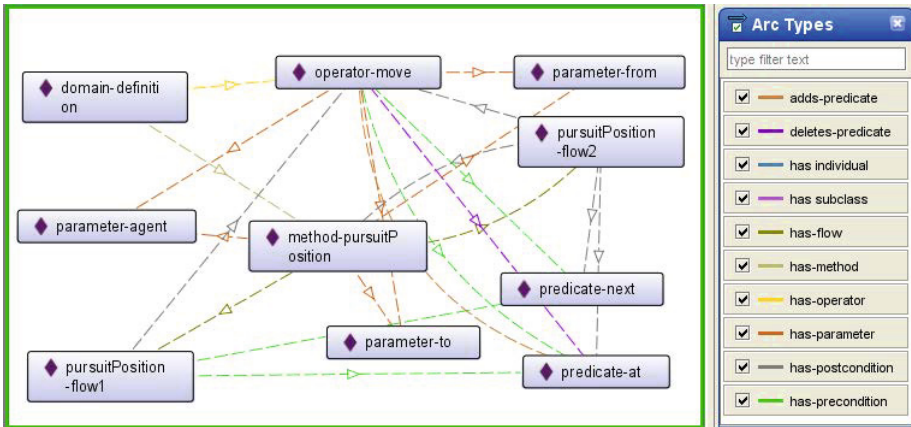 operator-move
parameter-from
domain-definiti
on
pursuitPosition
-flow2
parameter-agent
method-pursuitP
osition
predicate-next
parameter-to
pursuitPosition
-flow1
predicate-at
Arc Types
type filter text
adds-predicate
deletes-predicate
has individual
has subclass
has-flow
has-method
has-operator
has-parameter
has-postcondition
has-precondition